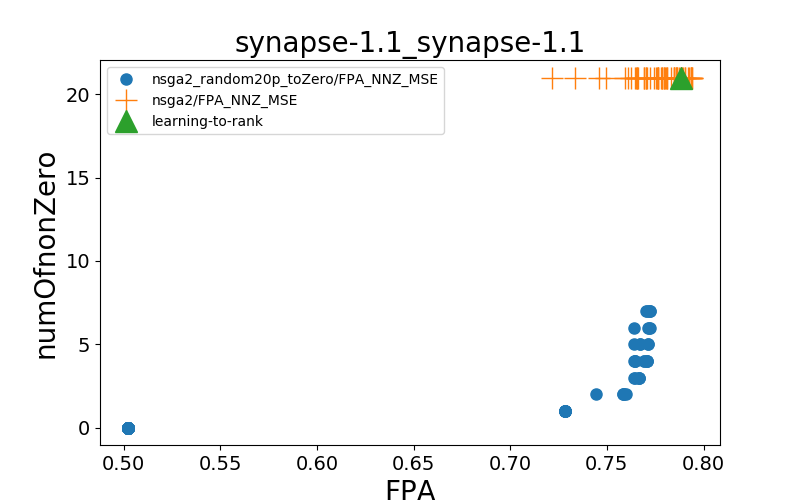 synapse-1.1_synapse-1.1
nsga2_random20p_toZero/FPA_NNZ_MSE
nsga2/FPA_NNZ_MSE
learning-to-rank
numOfnonZero
20
15
10
5
0
0.50 0.55 0.60 0.65 0.70 0.75 0.80
FPA